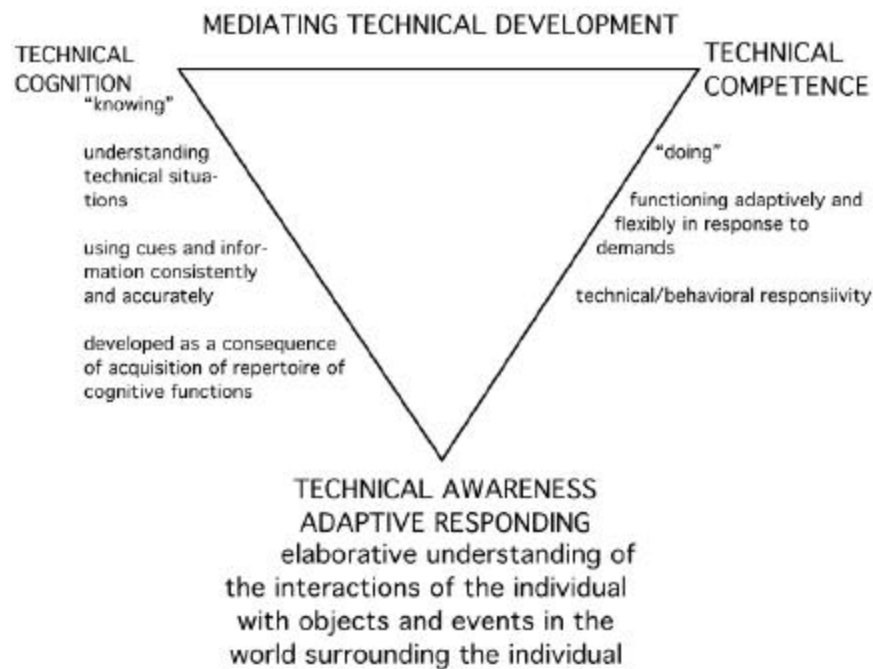 MEDIATING TECHNICAL DEVELOPMENT
TECHNICAL
COGNITION
"knowing"
understanding
technical situa-
tions
using cues and infor-
mation consistently
and accurately
developed as a consequence
of acquisition of repertoire of
cognitive functions
TECHNICAL
COMPETENCE
"doing"
functioning adaptively and
flexibly in response to
demands
technical/behavioral responsiivity
TECHNICAL AWARENESS
ADAPTIVE RESPONDING
elaborative understanding of
the interactions of the individual
with objects and events in the
world surrounding the individual